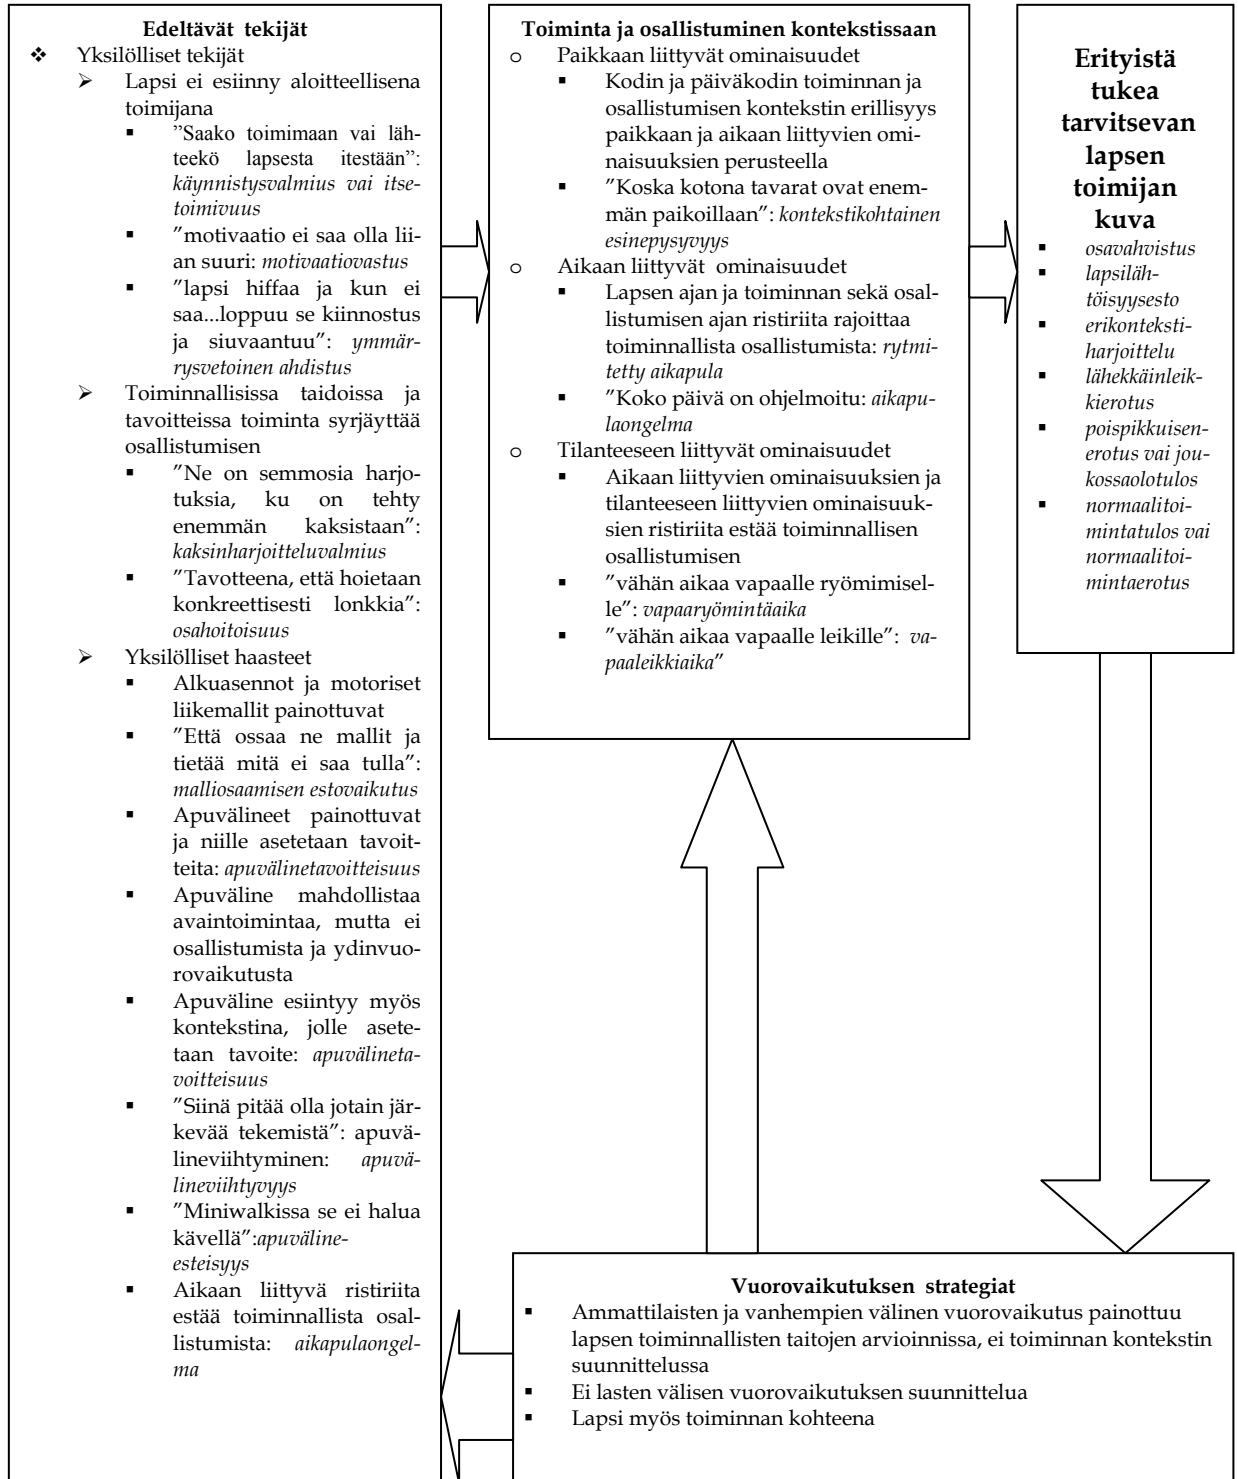 Edeltävät tekijät
❖ Yksilölliset tekijät
➢ Lapsi ei esiinny aloitteellisena
toimijana
▪ ”Saako toimimaan vai läh-
teekö lapsesta itestään”:
käynnistysvalmius vai itse-
toimivuus
▪ ”motivaatio ei saa olla lii-
an suuri: motivaatiovastus
▪ ”lapsi hiffaa ja kun ei
saa...loppuu se kiinnostus
ja siuvaantuu”: ymmär-
rysvetoinen ahdistus
➢ Toiminnallisissa taidoissa ja
tavoitteissa toiminta syrjäyttää
osallistumisen
▪ ”Ne on semmosia harjo-
tuksia, ku on tehty
enemmän kaksistaan”:
kaksinharjoitteluvalmius
▪ ”Tavotteena, että hoietaan
konkreettisesti lonkkia”:
osahoitoisuus
➢ Yksilölliset haasteet
▪ Alkuasennot ja motoriset
liikemallit painottuvat
▪ ”Että ossaa ne mallit ja
tietää mitä ei saa tulla”:
malliosaamisen estovaikutus
▪ Apuvälineet painottuvat
ja niille asetetaan tavoit-
teita: apuvälinetavoitteisuus
▪ Apuväline mahdollistaa
avaintoimintaa, mutta ei
osallistumista ja ydinvuo-
rovaikutusta
▪ Apuväline esiintyy myös
kontekstina, jolle asete-
taan tavoite: apuvälineta-
voitteisuus
▪ ”Siinä pitää olla jotain jär-
kevää tekemistä”: apuvä-
lineviihtyminen: apuvä-
lineviihtyvyys
▪ ”Miniwalkissa se ei halua
kävellä”:apuväline-
esteisyys
▪ Aikaan liittyvä ristiriita
estää toiminnallista osal-
listumista: aikapulaongel-
ma
Toiminta ja osallistuminen kontekstissaan
o Paikkaan liittyvät ominaisuudet
▪ Kodin ja päiväkodin toiminnan ja
osallistumisen kontekstin erillisyys
paikkaan ja aikaan liittyvien omi-
naisuuksien perusteella
▪ ”Koska kotona tavarat ovat enem-
män paikoillaan”: kontekstikohtainen
esinepysyvyys
o Aikaan liittyvät ominaisuudet
▪ Lapsen ajan ja toiminnan sekä osal-
listumisen ajan ristiriita rajoittaa
toiminnallista osallistumista: rytmi-
tetty aikapula
▪ ”Koko päivä on ohjelmoitu: aikapu-
laongelma
o Tilanteeseen liittyvät ominaisuudet
▪ Aikaan liittyvien ominaisuuksien ja
tilanteeseen liittyvien ominaisuuk-
sien ristiriita estää toiminnallisen
osallistumisen
▪ ”vähän aikaa vapaalle ryömimisel-
le”: vapaaryömintäaika
▪ ”vähän aikaa vapaalle leikille”: va-
paaleikkiaika”
Erityistä
tukea
tarvitsevan
lapsen
toimijan
kuva
▪ osavahvistus
▪ lapsiläh-
töisyysesto
▪ erikonteksti-
harjoittelu
▪ lähekkäinleik-
kierotus
▪ poispikkuisen-
erotus vai jou-
kossaolotulos
▪ normaalitoi-
mintatulos vai
normaalitoi-
mintaerotus
Vuorovaikutuksen strategiat
▪ Ammattilaisten ja vanhempien välinen vuorovaikutus painottuu
lapsen toiminnallisten taitojen arvioinnissa, ei toiminnan kontekstin
suunnittelussa
▪ Ei lasten välisen vuorovaikutuksen suunnittelua
▪ Lapsi myös toiminnan kohteena